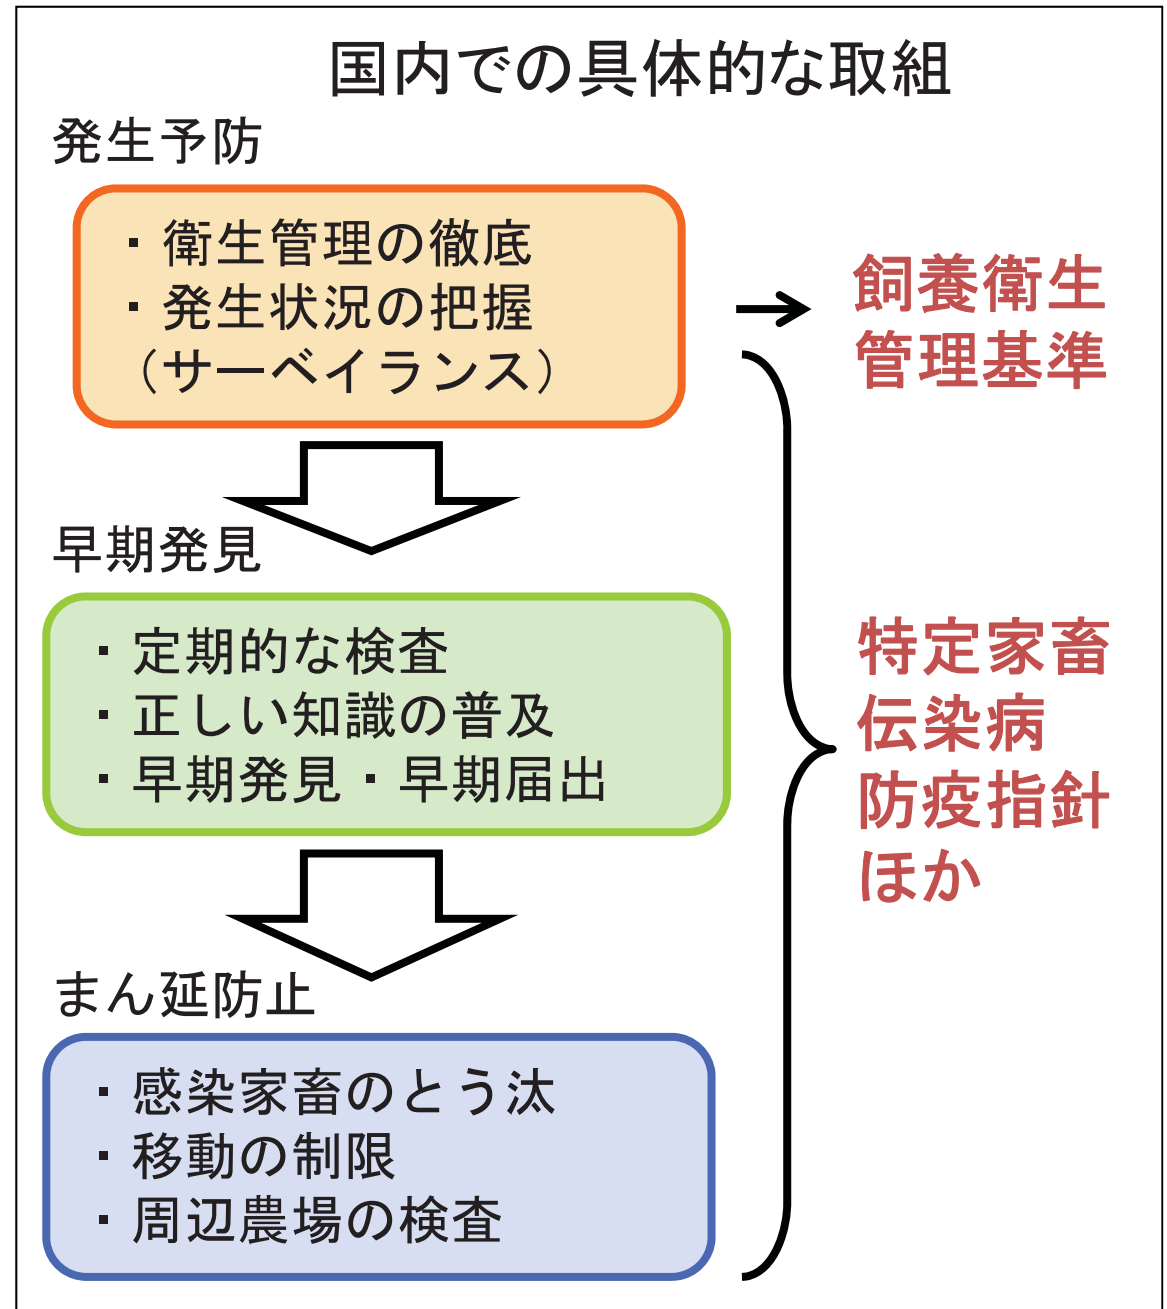 国内での具体的な取組
発生予防
・衛生管理の徹底
・発生状況の把握
（サーベイランス）
飼養衛生
管理基準
早期発見
・定期的な検査
・正しい知識の普及
・早期発見・早期届出
特定家畜
伝染病
防疫指針
ほか
まん延防止
・感染家畜のとう汰
・移動の制限
・周辺農場の検査